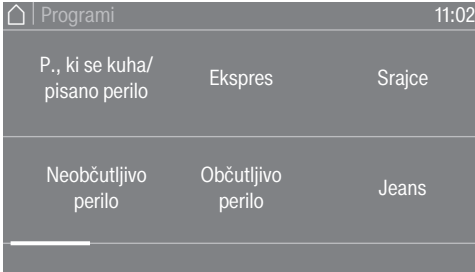 Programi 11:02
P., ki se kuha/
pisano perilo
Ekspres
Srajce
Neobčutljivo
perilo
Občutljivo
perilo
Jeans